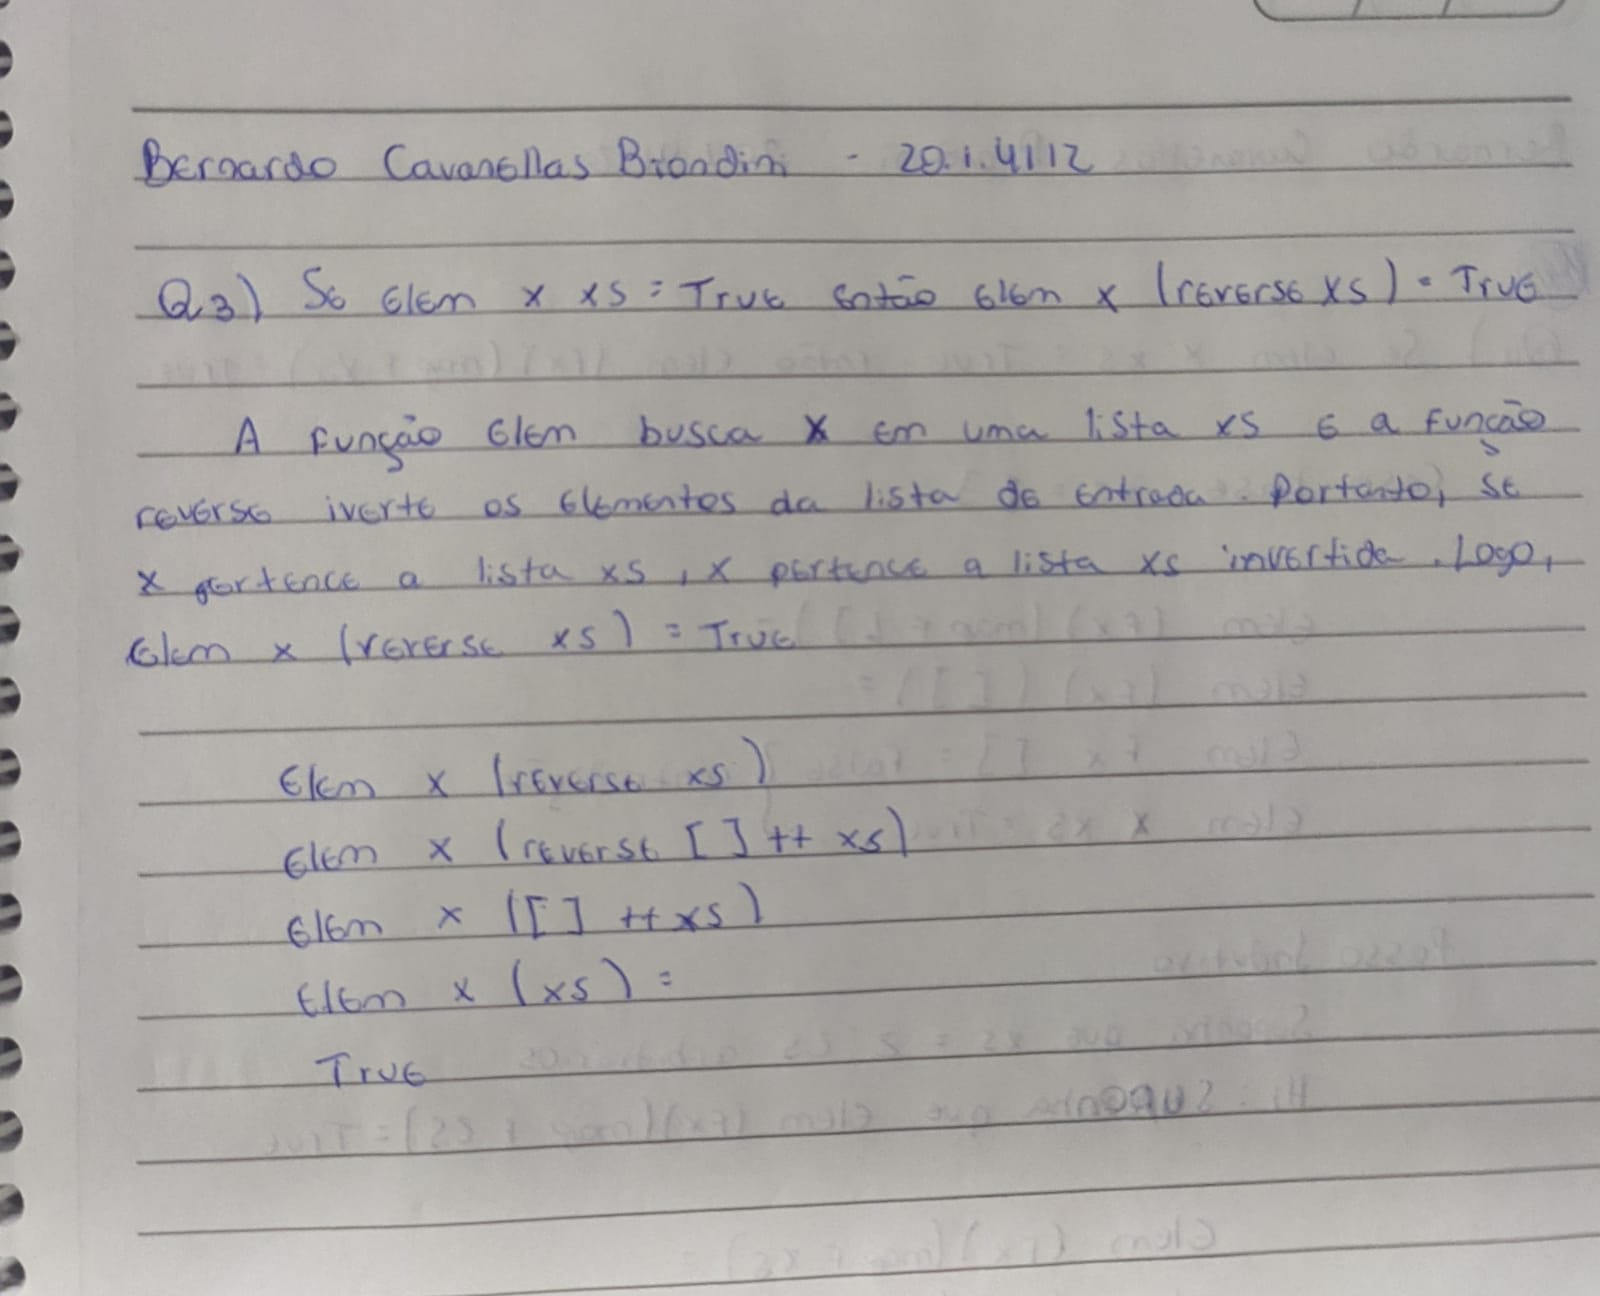 Bernardo Cavanellas Biondini - 20.1.4112
Q3) Se elem x xs = True então elem x (reverse xs) = True
A função elem busca x em uma lista xs e a função
reverse iverte os elementos da lista de entrada. Portanto, se
x pertence a lista xs, x pertence a lista xs invertida. Logo,
elem x (reverse xs) = True
elem x (reverse xs)
elem x (reverse [] ++ xs)
elem x ([] ++ xs)
elem x (xs) =
True